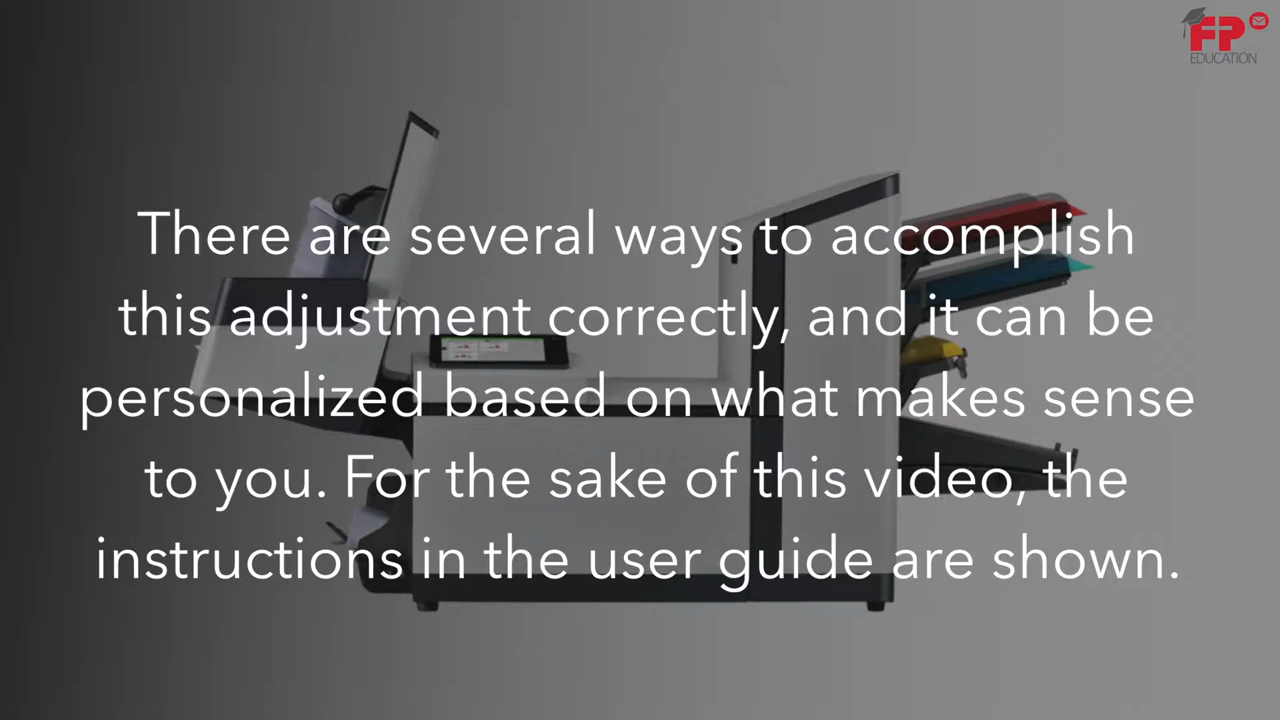 FP
EDUCATION
There are several ways to accomplish
this adjustment correctly, and it can be
personalized based on what makes sense
to you. For the sake of this video, the
instructions in the user guide are shown.